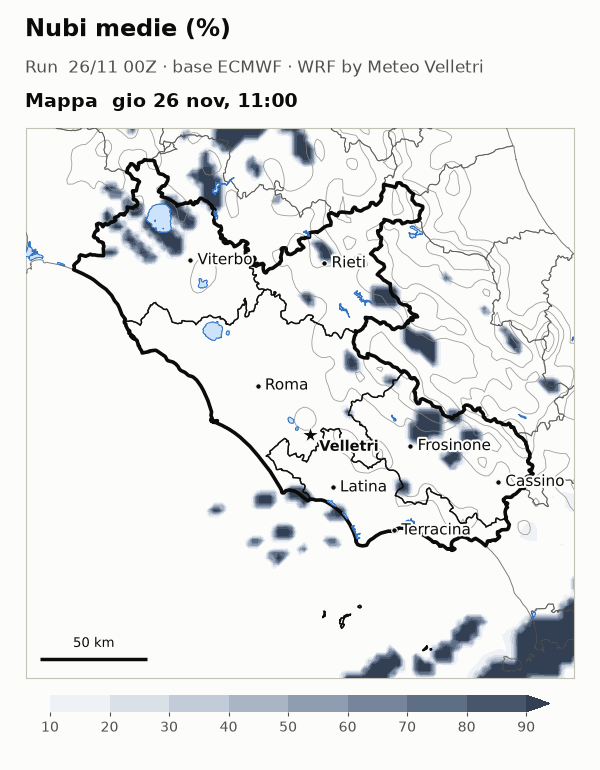 Nubi medie (%)
Run  26/11 00Z · base ECMWF · WRF by Meteo Velletri
Mappa  gio 26 nov, 11:00
Viterbo
Rieti
Roma
Velletri
Frosinone
Latina
Cassino
Terracina
50 km
10 20 30 40 50 60 70 80 90